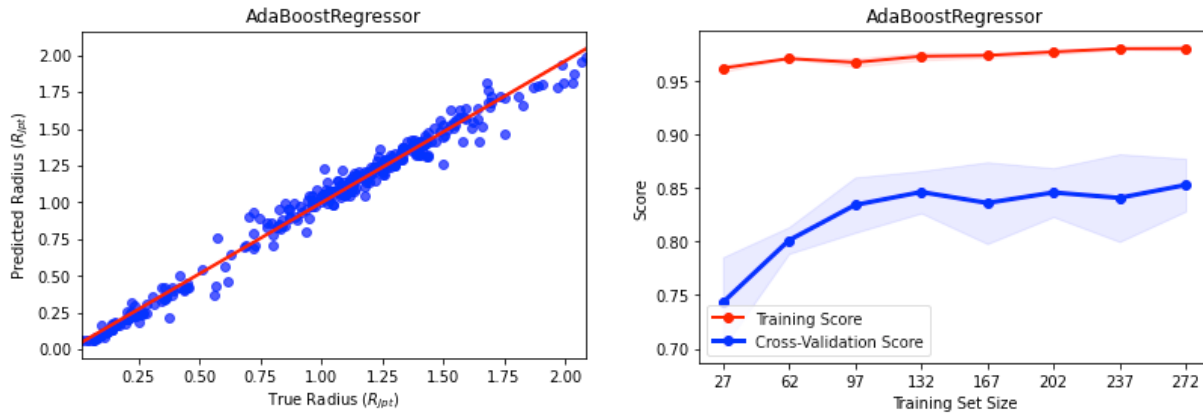 AdaBoostRegressor
Predicted Radius (R_Jpt)
2.00
1.75
1.50
1.25
1.00
0.75
0.50
0.25
0.00
0.25 0.50 0.75 1.00 1.25 1.50 1.75 2.00
True Radius (R_Jpt)
AdaBoostRegressor
Score
0.95
0.90
0.85
0.80
0.75
0.70
Training Score
Cross-Validation Score
27 62 97 132 167 202 237 272
Training Set Size